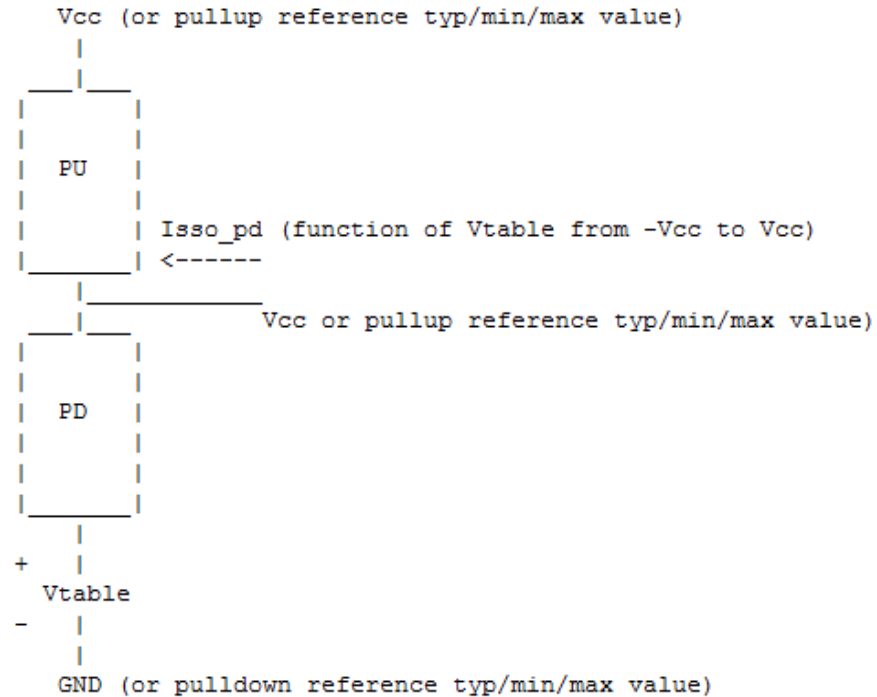 Vcc (or pullup reference typ/min/max value)
PU
Isso_pd (function of Vtable from -Vcc to Vcc)
<------
Vcc or pullup reference typ/min/max value)
PD
+
Vtable
-
GND (or pulldown reference typ/min/max value)